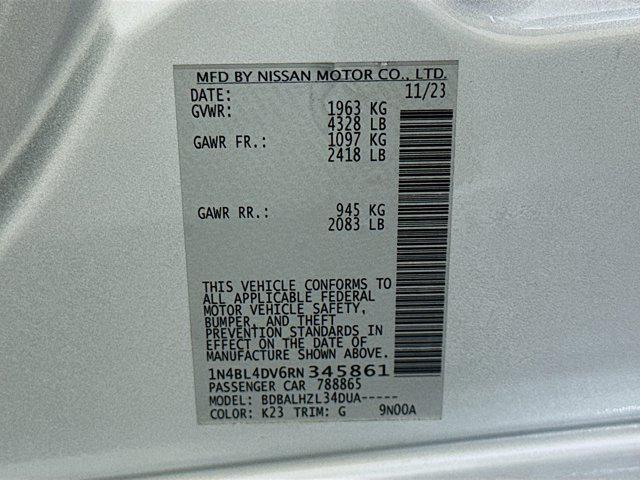 MFD BY NISSAN MOTOR CO., LTD.
DATE: 11/23
GVWR: 1963 KG
4328 LB
GAWR FR.: 1097 KG
2418 LB
GAWR RR.: 945 KG
2083 LB
THIS VEHICLE CONFORMS TO
ALL APPLICABLE FEDERAL
MOTOR VEHICLE SAFETY,
BUMPER, AND THEFT
PREVENTION STANDARDS IN
EFFECT ON THE DATE OF
MANUFACTURE SHOWN ABOVE.
1N4BL4DV6RN345861
PASSENGER CAR 788865
MODEL: BDBALHZL34DUA-----
COLOR: K23 TRIM: G 9N00A